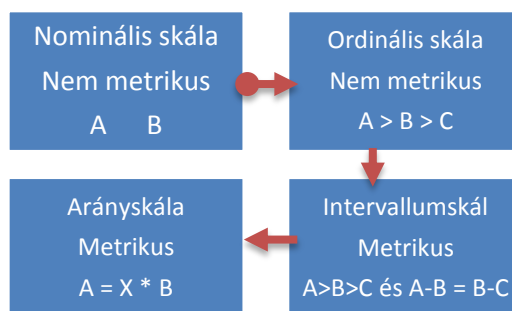 Nominális skála
Nem metrikus
A B
Ordinális skála
Nem metrikus
A > B > C
Arányskála
Metrikus
A = X * B
Intervallumskál
Metrikus
A>B>C és A-B = B-C